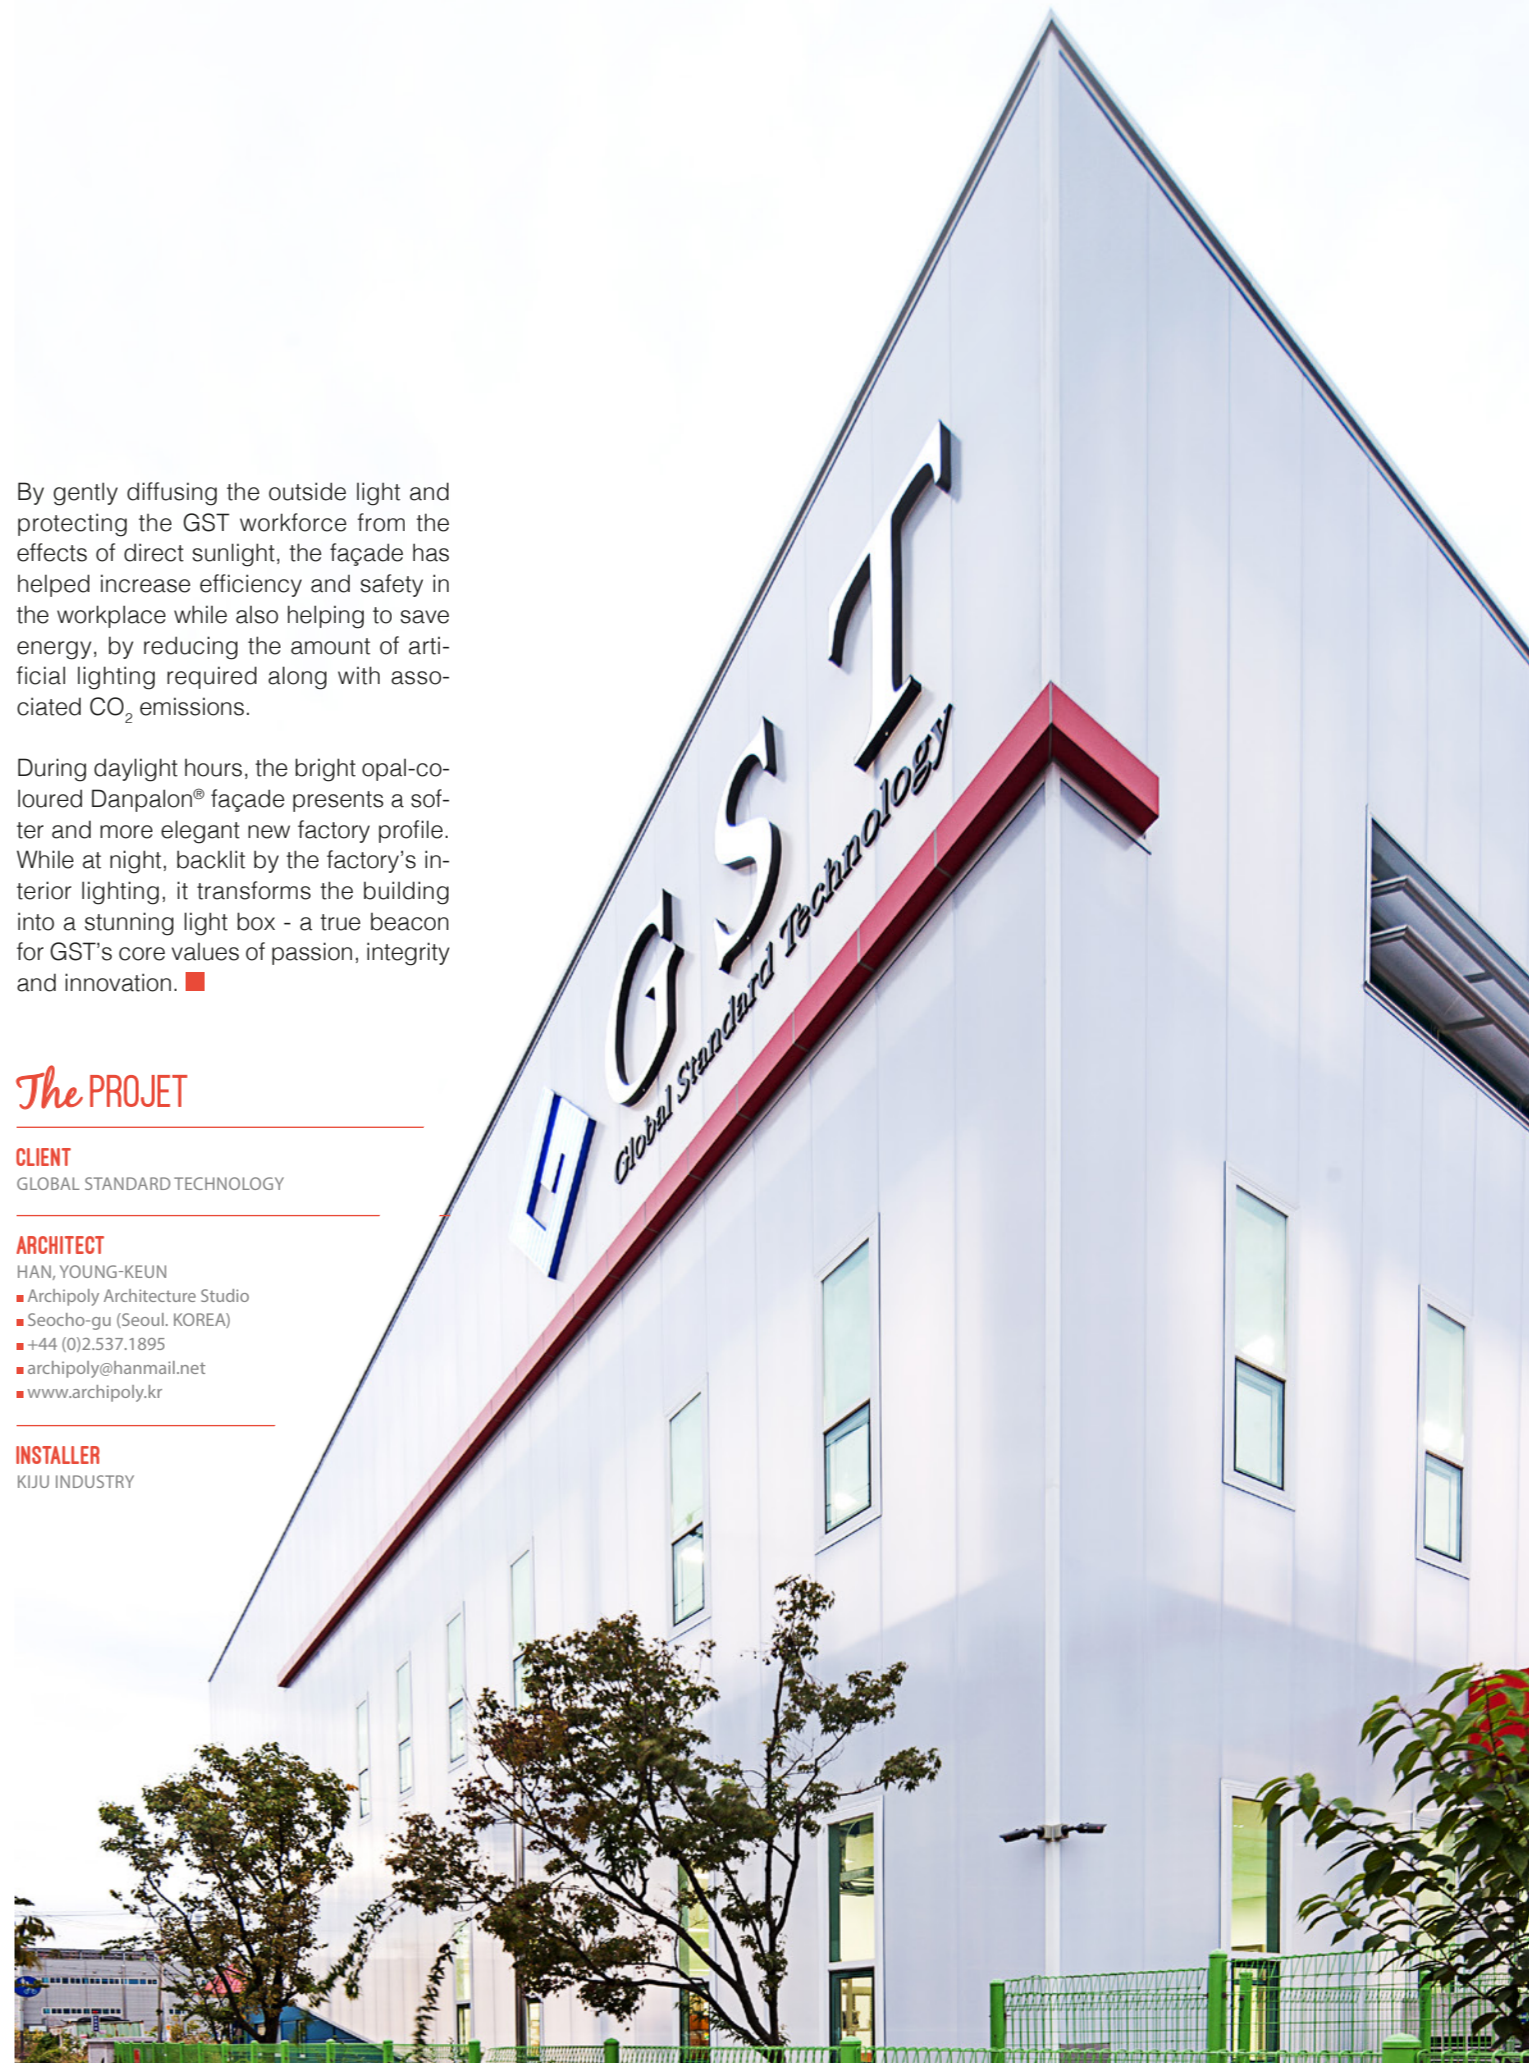 By gently diffusing the outside light and
protecting the GST workforce from the
effects of direct sunlight, the façade has
helped increase efficiency and safety in
the workplace while also helping to save
energy, by reducing the amount of arti-
ficial lighting required along with asso-
ciated CO₂ emissions.
During daylight hours, the bright opal-co-
loured Danpalon® façade presents a sof-
ter and more elegant new factory profile.
While at night, backlit by the factory's in-
terior lighting, it transforms the building
into a stunning light box - a true beacon
for GST's core values of passion, integrity
and innovation.
The PROJET
CLIENT
GLOBAL STANDARD TECHNOLOGY
ARCHITECT
HAN, YOUNG-KEUN
Archipoly Architecture Studio
Seocho-gu (Seoul. KOREA)
+44 (0)2.537.1895
archipoly@hanmail.net
www.archipoly.kr
INSTALLER
KIJU INDUSTRY
GST
Global Standard Technology